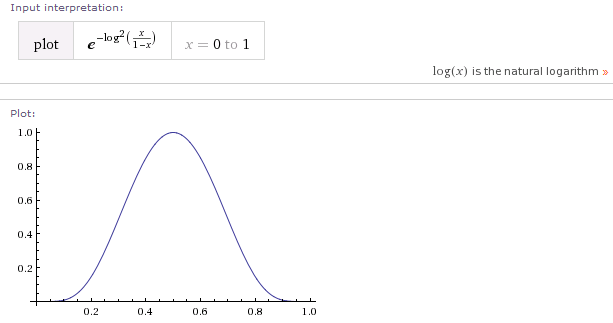 Input interpretation:
plot e^-log²(x/(1-x)) x = 0 to 1
log(x) is the natural logarithm »
Plot:
1.0
0.8
0.6
0.4
0.2
0.2 0.4 0.6 0.8 1.0